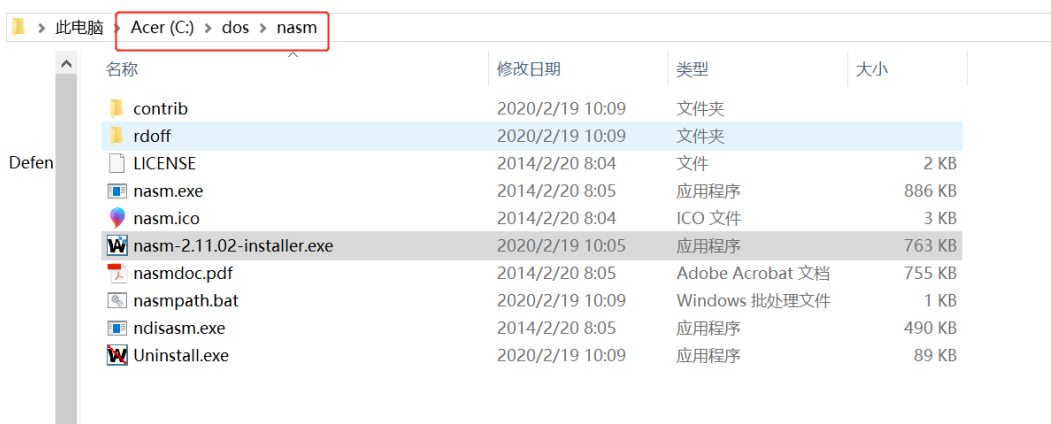 此电脑 > Acer (C:) > dos > nasm
名称 修改日期 类型 大小
contrib 2020/2/19 10:09 文件夹
rdoff 2020/2/19 10:09 文件夹
Defen
LICENSE 2014/2/20 8:04 文件 2 KB
nasm.exe 2014/2/20 8:05 应用程序 886 KB
nasm.ico 2014/2/20 8:04 ICO 文件 3 KB
nasm-2.11.02-installer.exe 2020/2/19 10:05 应用程序 763 KB
nasmdoc.pdf 2014/2/20 8:05 Adobe Acrobat 文档 755 KB
nasmpath.bat 2020/2/19 10:09 Windows 批处理文件 1 KB
ndisasm.exe 2014/2/20 8:05 应用程序 490 KB
Uninstall.exe 2020/2/19 10:09 应用程序 89 KB